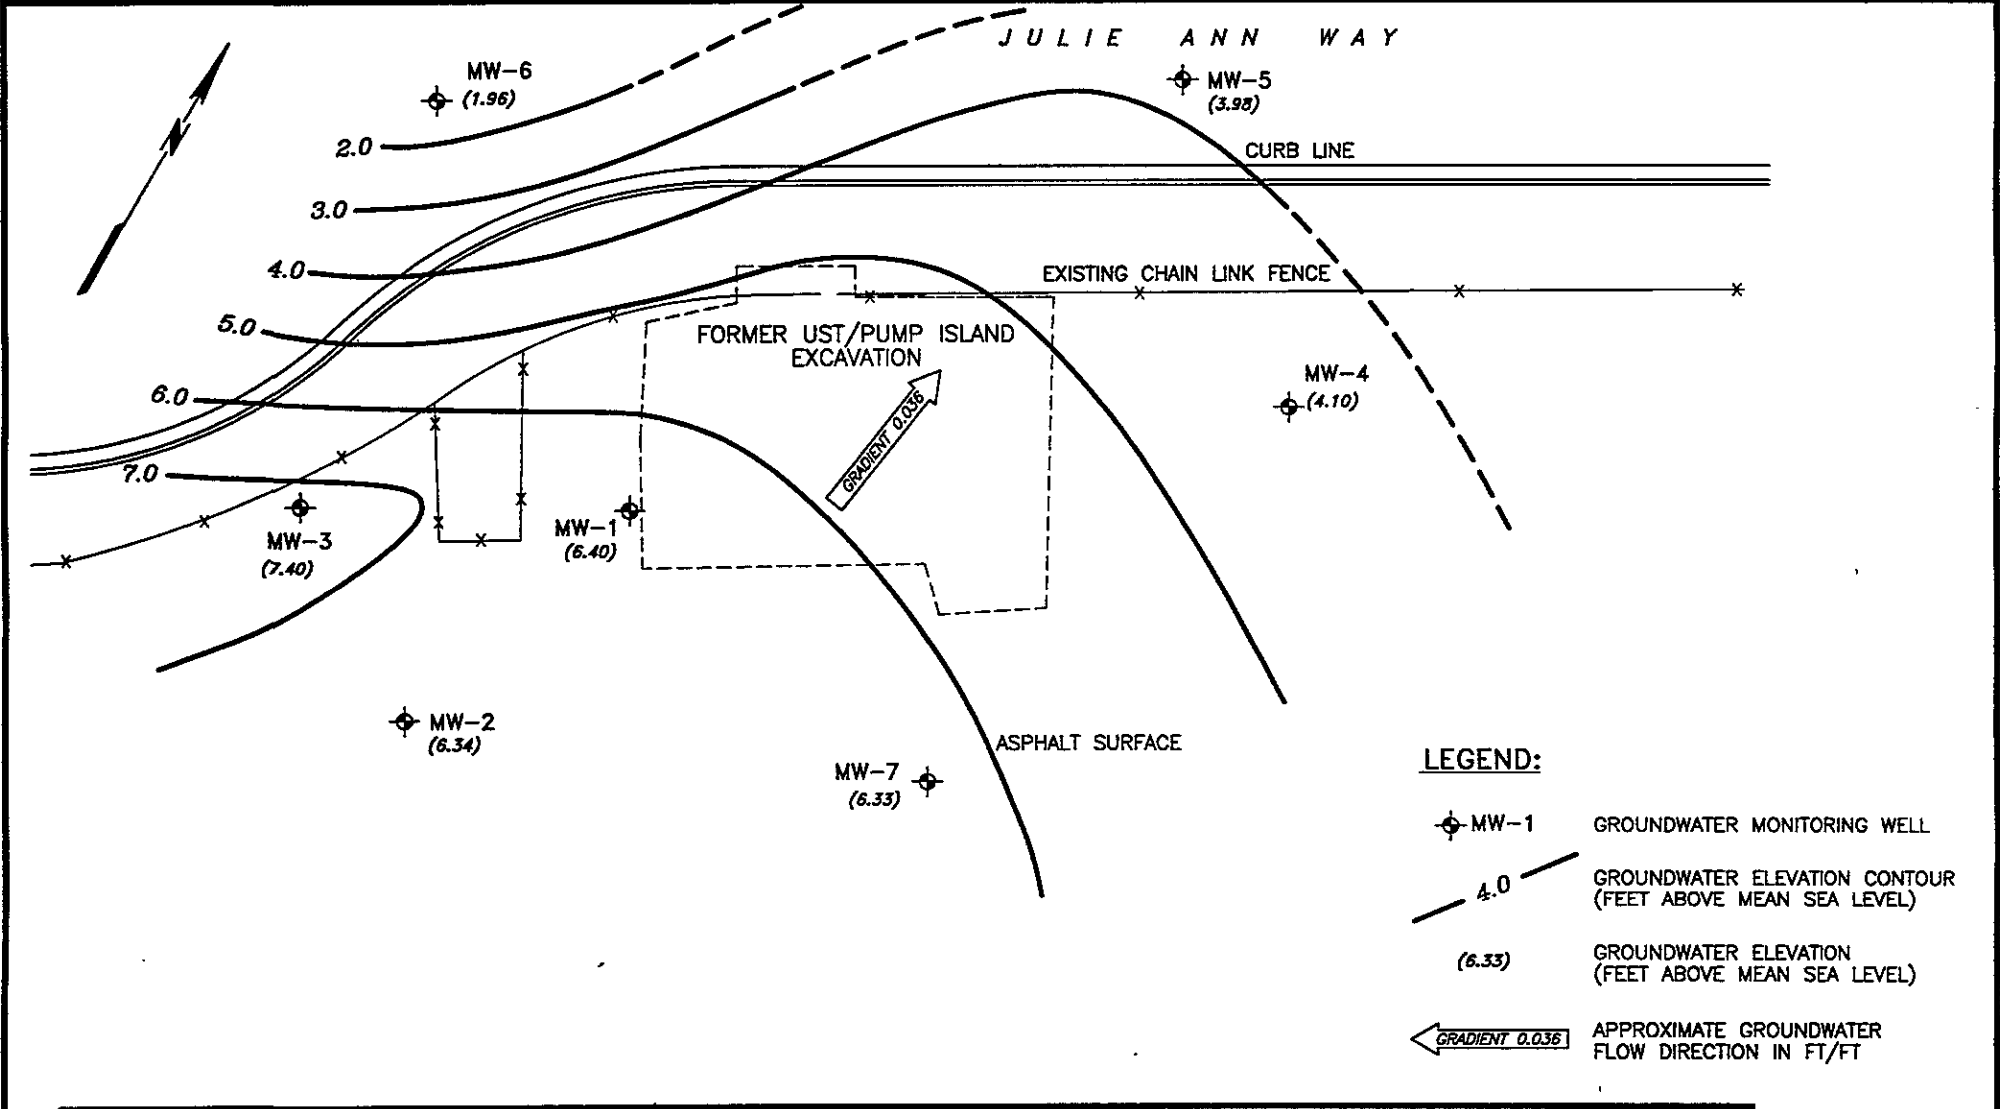 JULIE ANN WAY
MW-6
(1.96)
MW-5
(3.98)
2.0
CURB LINE
3.0
4.0
EXISTING CHAIN LINK FENCE
5.0
FORMER UST/PUMP ISLAND
EXCAVATION
MW-4
(4.10)
6.0
GRADIENT 0.036
7.0
MW-3
(7.40)
MW-1
(6.40)
MW-2
(6.34)
ASPHALT SURFACE
MW-7
(6.33)
LEGEND:
MW-1 GROUNDWATER MONITORING WELL
4.0 GROUNDWATER ELEVATION CONTOUR
(FEET ABOVE MEAN SEA LEVEL)
(6.33) GROUNDWATER ELEVATION
(FEET ABOVE MEAN SEA LEVEL)
GRADIENT 0.036 APPROXIMATE GROUNDWATER
FLOW DIRECTION IN FT/FT